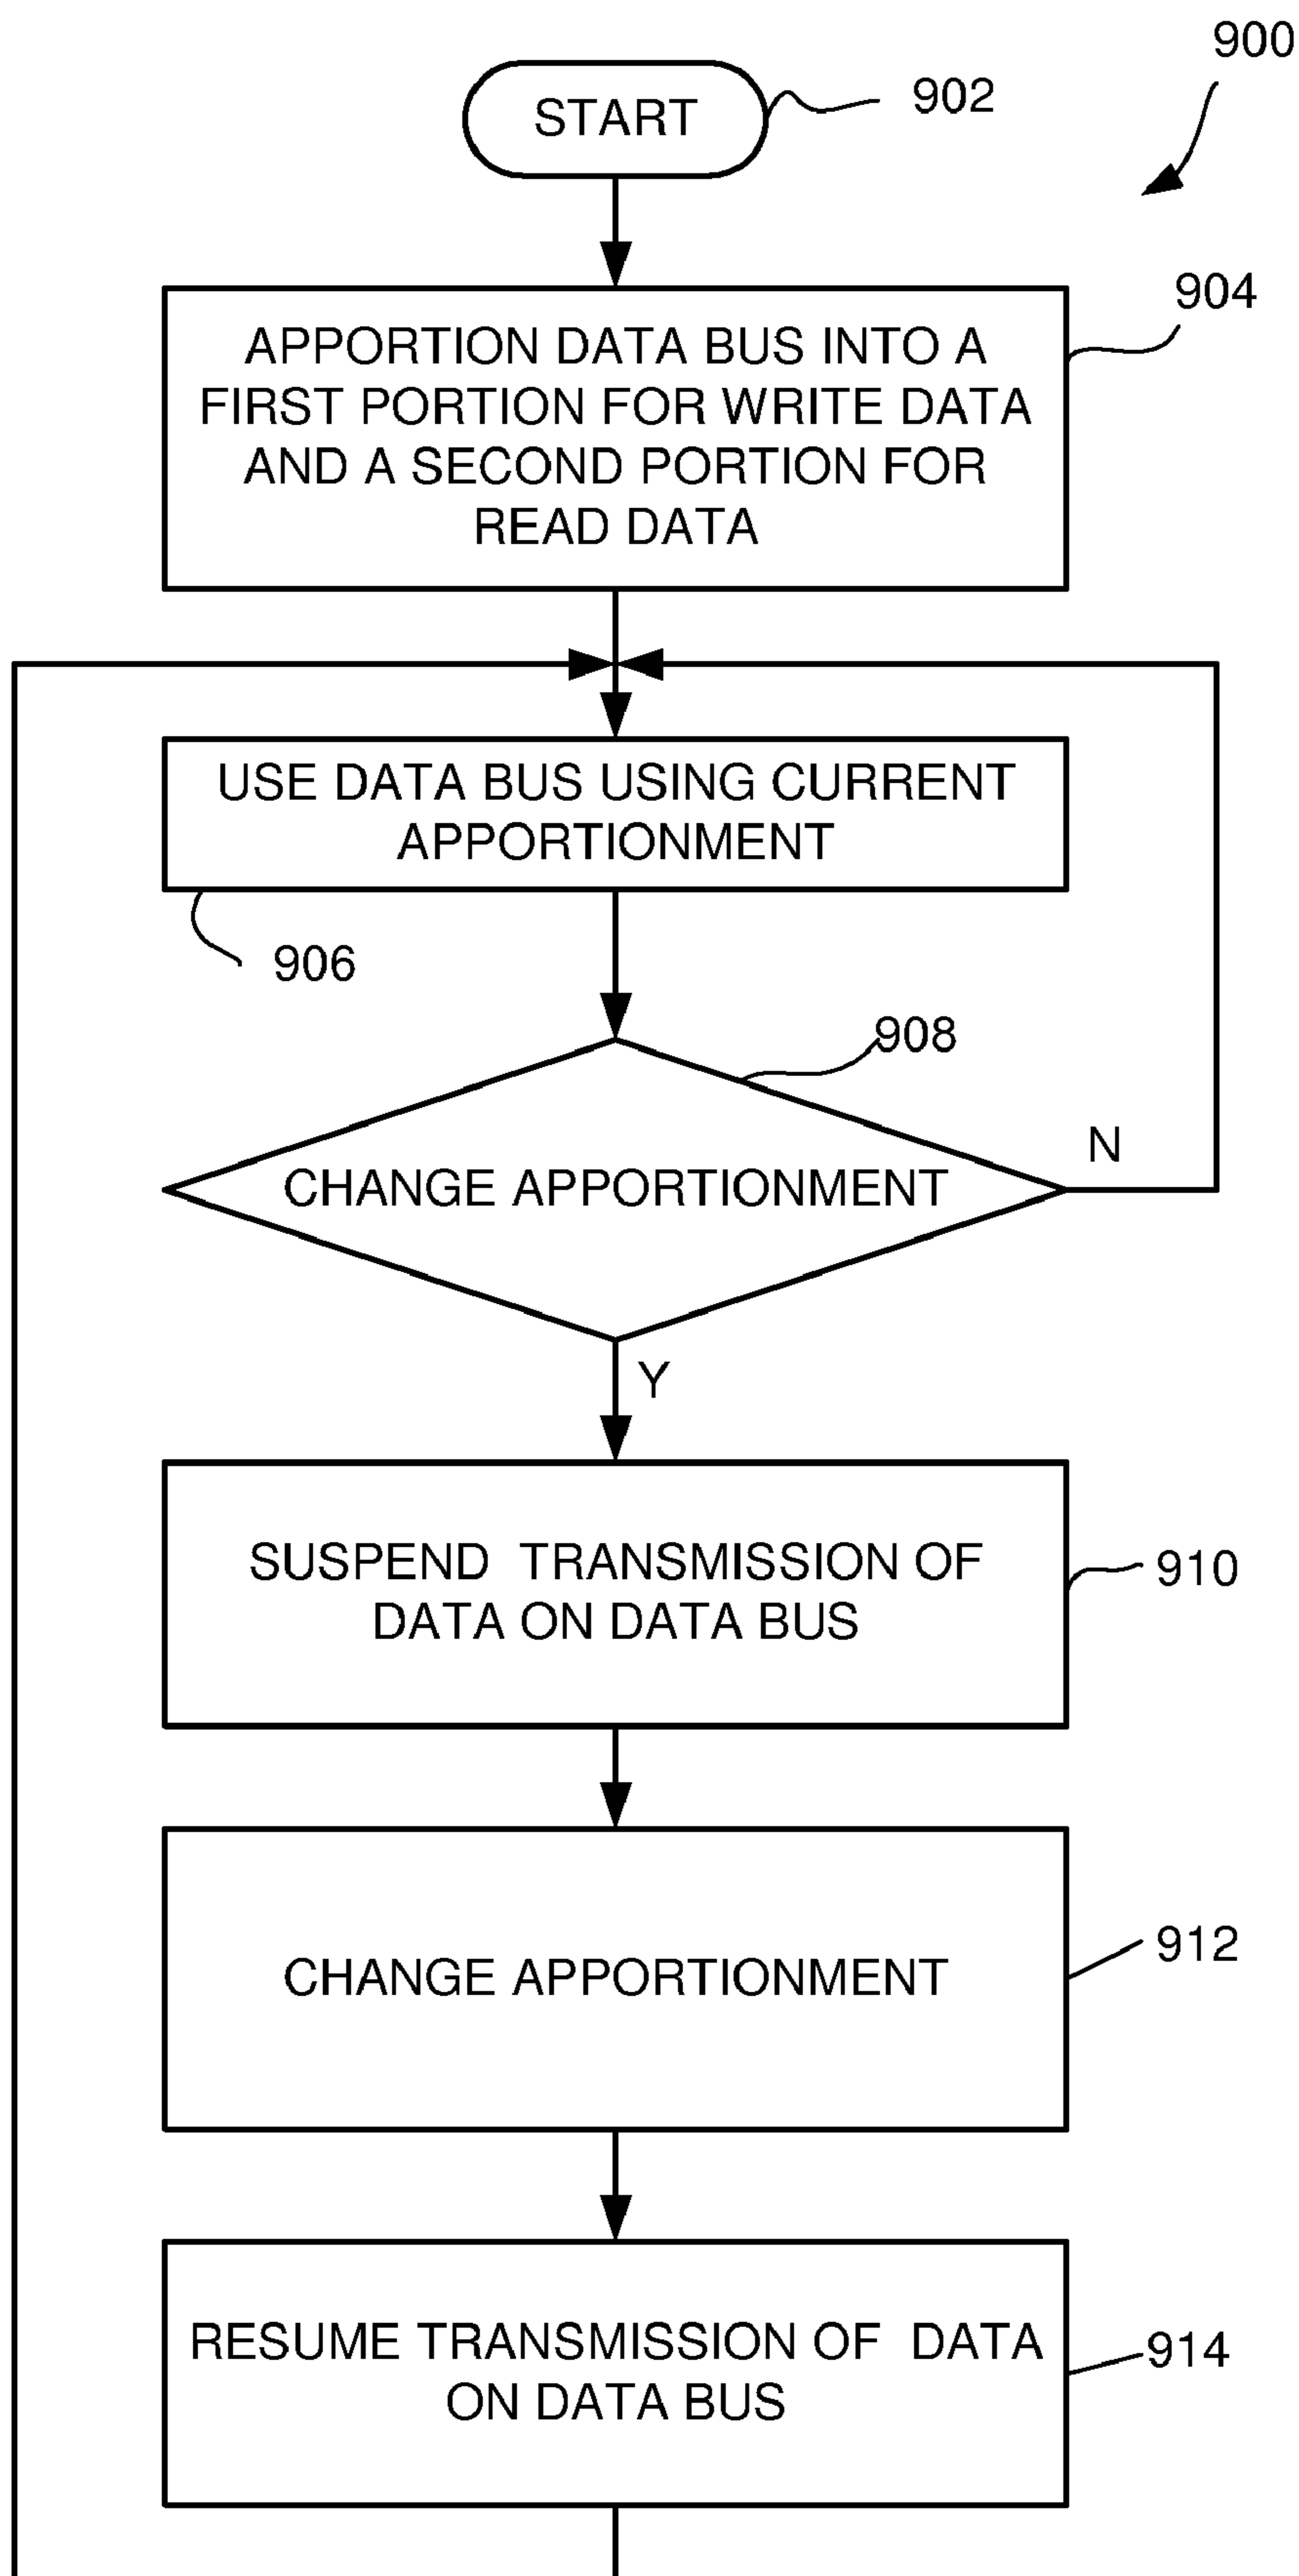 900
START
902
904
APPORTION DATA BUS INTO A
FIRST PORTION FOR WRITE DATA
AND A SECOND PORTION FOR
READ DATA
USE DATA BUS USING CURRENT
APPORTIONMENT
906
908
CHANGE APPORTIONMENT
N
Y
SUSPEND TRANSMISSION OF
DATA ON DATA BUS
910
CHANGE APPORTIONMENT
912
RESUME TRANSMISSION OF DATA
ON DATA BUS
914